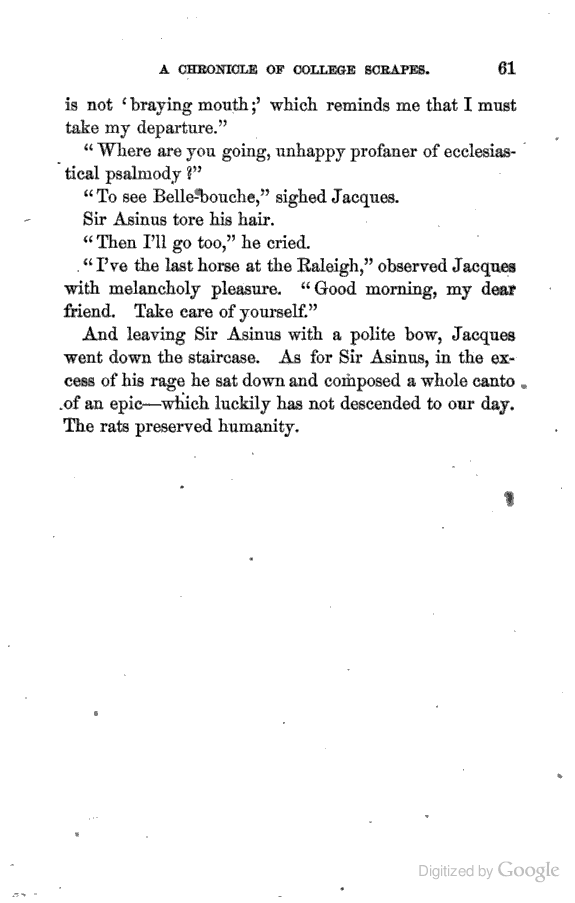 A CHRONICLE OF COLLEGE SCRAPES. 61
is not ‘braying mouth;’ which reminds me that I must
take my departure.”
“Where are you going, unhappy profaner of ecclesias-
tical psalmody?”
“To see Belle-bouche,” sighed Jacques.
Sir Asinus tore his hair.
“Then I’ll go too,” he cried.
“I’ve the last horse at the Raleigh,” observed Jacques
with melancholy pleasure. “Good morning, my dear
friend. Take care of yourself.”
And leaving Sir Asinus with a polite bow, Jacques
went down the staircase. As for Sir Asinus, in the ex-
cess of his rage he sat down and composed a whole canto
of an epic—which luckily has not descended to our day.
The rats preserved humanity.
Digitized by Google